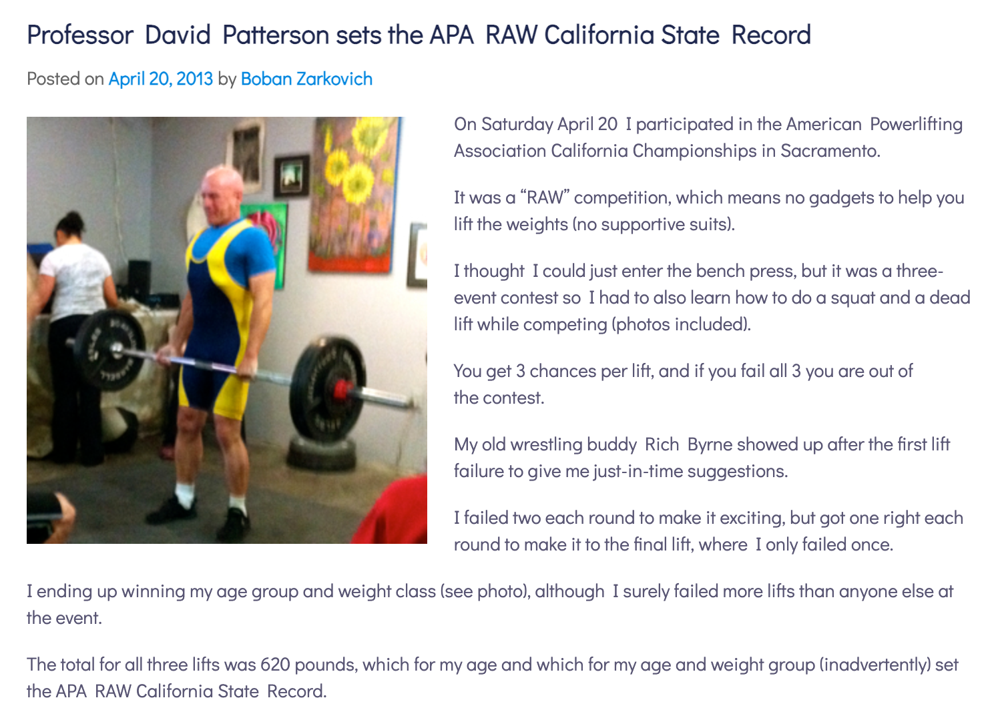 Professor David Patterson sets the APA RAW California State Record
Posted on April 20, 2013 by Boban Zarkovich
On Saturday April 20 I participated in the American Powerlifting
Association California Championships in Sacramento.
It was a “RAW” competition, which means no gadgets to help you
lift the weights (no supportive suits).
I thought I could just enter the bench press, but it was a three-
event contest so I had to also learn how to do a squat and a dead
lift while competing (photos included).
You get 3 chances per lift, and if you fail all 3 you are out of
the contest.
My old wrestling buddy Rich Byrne showed up after the first lift
failure to give me just-in-time suggestions.
I failed two each round to make it exciting, but got one right each
round to make it to the final lift, where I only failed once.
I ending up winning my age group and weight class (see photo), although I surely failed more lifts than anyone else at
the event.
The total for all three lifts was 620 pounds, which for my age and which for my age and weight group (inadvertently) set
the APA RAW California State Record.